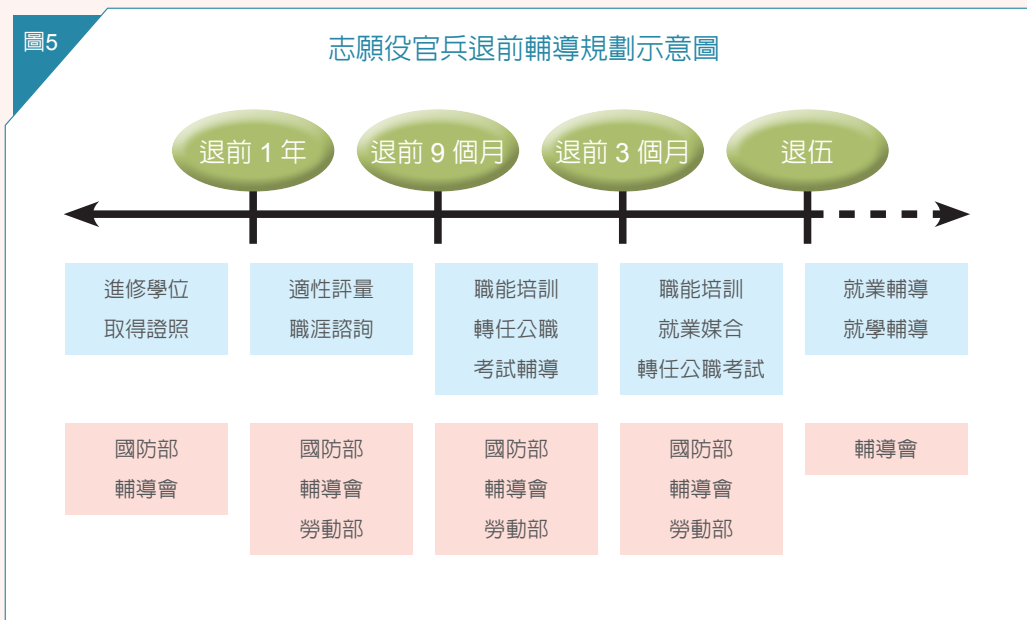 圖5
志願役官兵退前輔導規劃示意圖
退前 1 年
退前 9 個月
退前 3 個月
退伍
進修學位
取得證照
適性評量
職涯諮詢
職能培訓
轉任公職
考試輔導
職能培訓
就業媒合
轉任公職考試
就業輔導
就學輔導
國防部
輔導會
國防部
輔導會
勞動部
國防部
輔導會
勞動部
國防部
輔導會
勞動部
輔導會